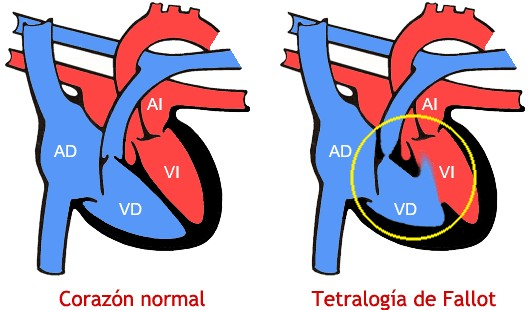 AI
AD
VI
VD
Corazón normal
AI
AD
VI
VD
Tetralogía de Fallot